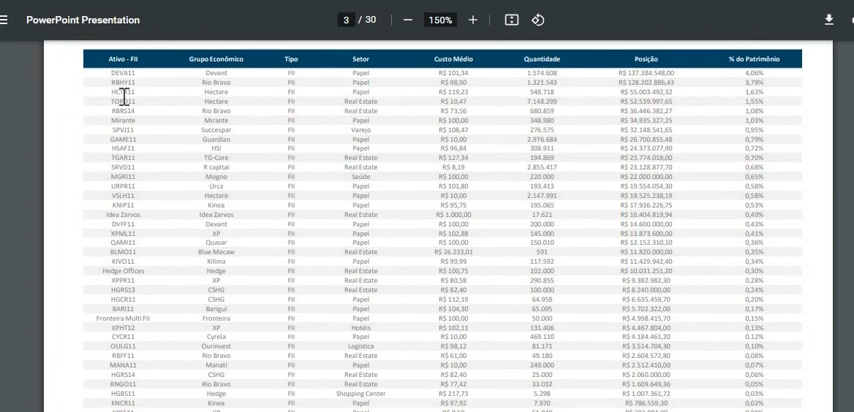 PowerPoint Presentation 3 / 30 150%
Ativo - FII Grupo Econômico Tipo Setor Custo Médio Quantidade Posição % do Patrimônio
DEVA11 Devant FII Papel R$ 101,34 1.574.608 R$ 137.384.548,00 4,06%
RBHY11 Rio Bravo FII Papel R$ 98,90 1.321.543 R$ 128.202.886,43 3,79%
Hectare FII Papel R$ 119,23 548.718 R$ 55.003.492,32 1,63%
Hectare FII Real Estate R$ 10,47 7.148.299 R$ 52.539.997,65 1,55%
RBRS14 Rio Bravo FII Real Estate R$ 73,56 680.859 R$ 36.446.382,27 1,08%
Mirante Mirante FII Papel R$ 100,00 348.980 R$ 34.935.327,25 1,03%
SPVJ11 Succespar FII Varejo R$ 108,47 276.575 R$ 32.148.541,65 0,95%
GAME11 Guardian FII Papel R$ 10,00 2.976.684 R$ 26.700.855,48 0,79%
HSAF11 HSI FII Papel R$ 96,84 308.911 R$ 24.373.077,90 0,72%
TGAR11 TG-Core FII Real Estate R$ 127,34 194.869 R$ 23.774.018,00 0,70%
SRVD11 R capital FII Real Estate R$ 8,19 2.855.417 R$ 23.128.877,70 0,68%
MGRI11 Mogno FII Saúde R$ 100,00 220.000 R$ 22.000.000,00 0,65%
URPR11 Urca FII Papel R$ 101,80 193.413 R$ 19.554.054,30 0,58%
VSLH11 Hectare FII Papel R$ 10,00 2.147.991 R$ 19.525.238,19 0,58%
KNIP11 Kinea FII Papel R$ 95,75 195.065 R$ 17.936.226,75 0,53%
Idea Zarvos Idea Zarvos FII Real Estate R$ 1.000,00 17.621 R$ 16.404.819,94 0,49%
DVFF11 Devant FII Papel R$ 100,00 200.000 R$ 14.600.000,00 0,43%
XPML11 XP FII Papel R$ 102,88 145.000 R$ 13.873.600,00 0,41%
QAMI11 Quasar FII Papel R$ 100,00 150.010 R$ 12.152.310,10 0,36%
BLMO11 Blue Macaw FII Real Estate R$ 26.233,01 591 R$ 11.820.000,00 0,35%
KIVO11 Kilima FII Papel R$ 99,99 117.592 R$ 11.429.942,40 0,34%
Hedge Offices Hedge FII Real Estate R$ 100,75 102.000 R$ 10.031.251,20 0,30%
XPPR11 XP FII Real Estate R$ 80,58 290.855 R$ 9.382.982,30 0,28%
HGRS13 CSHG FII Real Estate R$ 82,40 100.000 R$ 8.240.000,00 0,24%
HGCR11 CSHG FII Papel R$ 112,19 64.958 R$ 6.635.459,70 0,20%
BARI11 Barigui FII Papel R$ 104,30 65.095 R$ 5.702.322,00 0,17%
Fronteira Multi FII Fronteira FII Papel R$ 100,00 50.000 R$ 4.998.415,70 0,15%
XPHT12 XP FII Hotéis R$ 102,11 131.406 R$ 4.467.804,00 0,13%
CYCR11 Cyrela FII Papel R$ 10,00 469.110 R$ 4.184.461,20 0,12%
OULG11 Ourinvest FII Logística R$ 98,12 81.171 R$ 3.514.704,30 0,10%
RBFF11 Rio Bravo FII Real Estate R$ 61,00 49.180 R$ 2.604.572,80 0,08%
MANA11 Manatí FII Papel R$ 10,00 249.000 R$ 2.512.410,00 0,07%
HGRS14 CSHG FII Real Estate R$ 82,40 25.000 R$ 2.060.000,00 0,06%
RNGO11 Rio Bravo FII Real Estate R$ 77,42 33.032 R$ 1.609.649,36 0,05%
HGBS11 Hedge FII Shopping Center R$ 217,73 5.298 R$ 1.007.361,72 0,03%
KNCR11 Kinea FII Papel R$ 97,92 7.970 R$ 786.559,30 0,02%